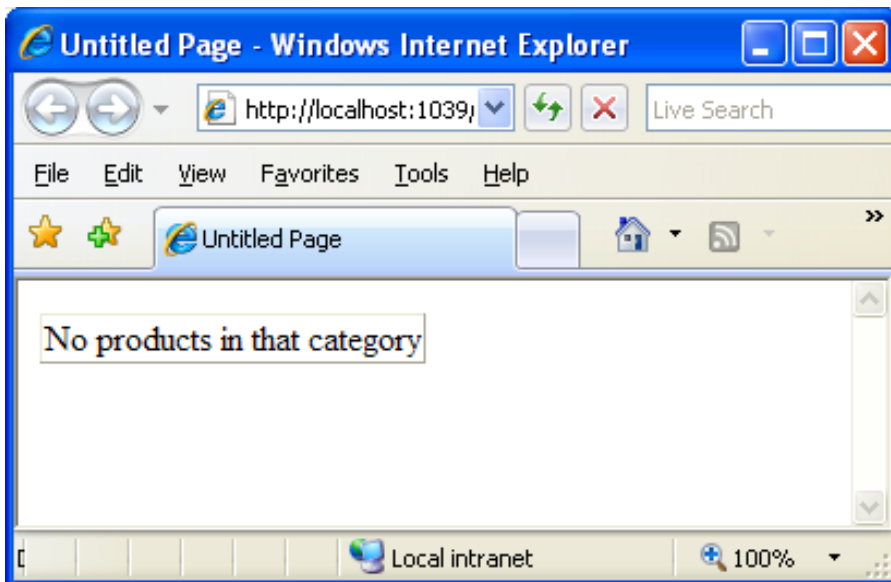 Untitled Page - Windows Internet Explorer
http://localhost:1039/
Live Search
File Edit View Favorites Tools Help
Untitled Page
»
No products in that category
Local intranet 100%